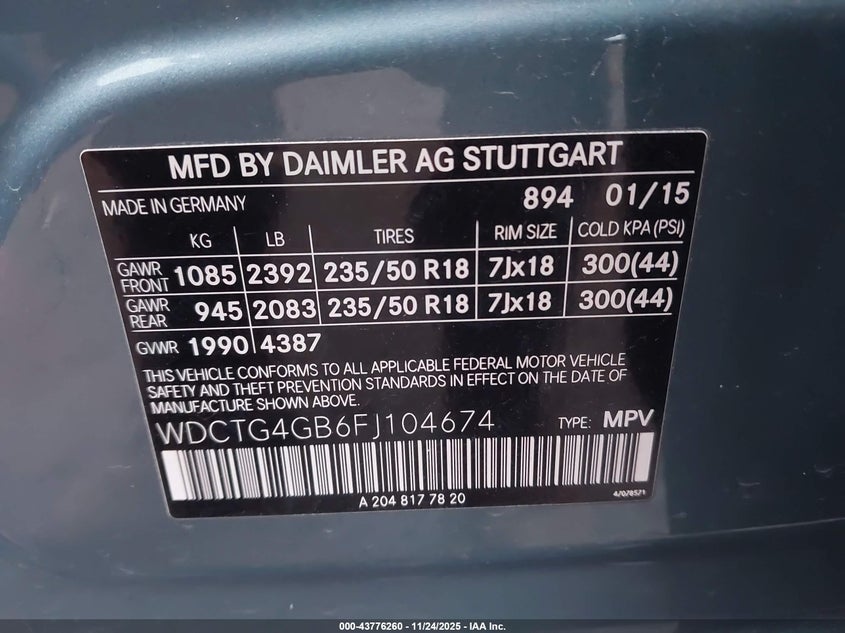 MFD BY DAIMLER AG STUTTGART
MADE IN GERMANY 894 01/15
KG LB TIRES RIM SIZE COLD KPA (PSI)
GAWR FRONT 1085 2392 235/50 R18 7Jx18 300(44)
GAWR REAR 945 2083 235/50 R18 7Jx18 300(44)
GVWR 1990 4387
THIS VEHICLE CONFORMS TO ALL APPLICABLE FEDERAL MOTOR VEHICLE
SAFETY AND THEFT PREVENTION STANDARDS IN EFFECT ON THE DATE OF
MANUFACTURE SHOWN ABOVE.
WDCTG4GB6FJ104674 TYPE: MPV
A 204 817 78 20 47078571
000-43776260 - 11/24/2025 - IAA Inc.